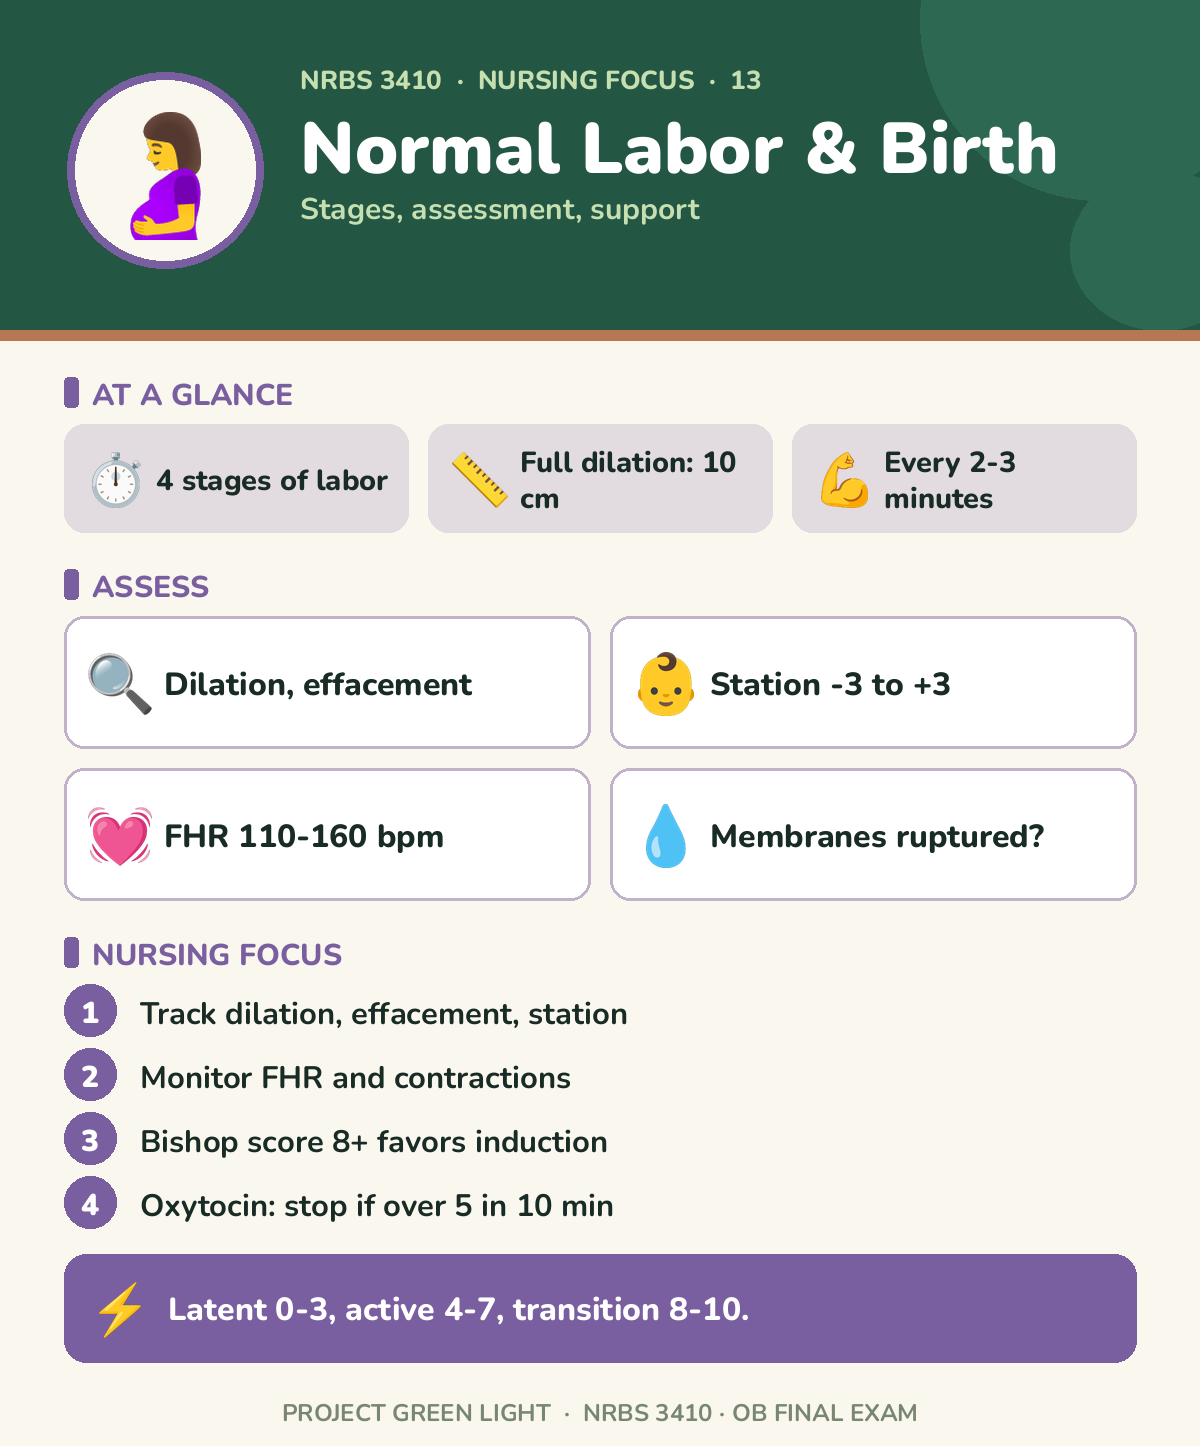 NRBS 3410 · NURSING FOCUS · 13
Normal Labor & Birth
Stages, assessment, support
AT A GLANCE
4 stages of labor
Full dilation: 10
cm
Every 2-3
minutes
ASSESS
Dilation, effacement
Station -3 to +3
FHR 110-160 bpm
Membranes ruptured?
NURSING FOCUS
1 Track dilation, effacement, station
2 Monitor FHR and contractions
3 Bishop score 8+ favors induction
4 Oxytocin: stop if over 5 in 10 min
Latent 0-3, active 4-7, transition 8-10.
PROJECT GREEN LIGHT · NRBS 3410 · OB FINAL EXAM